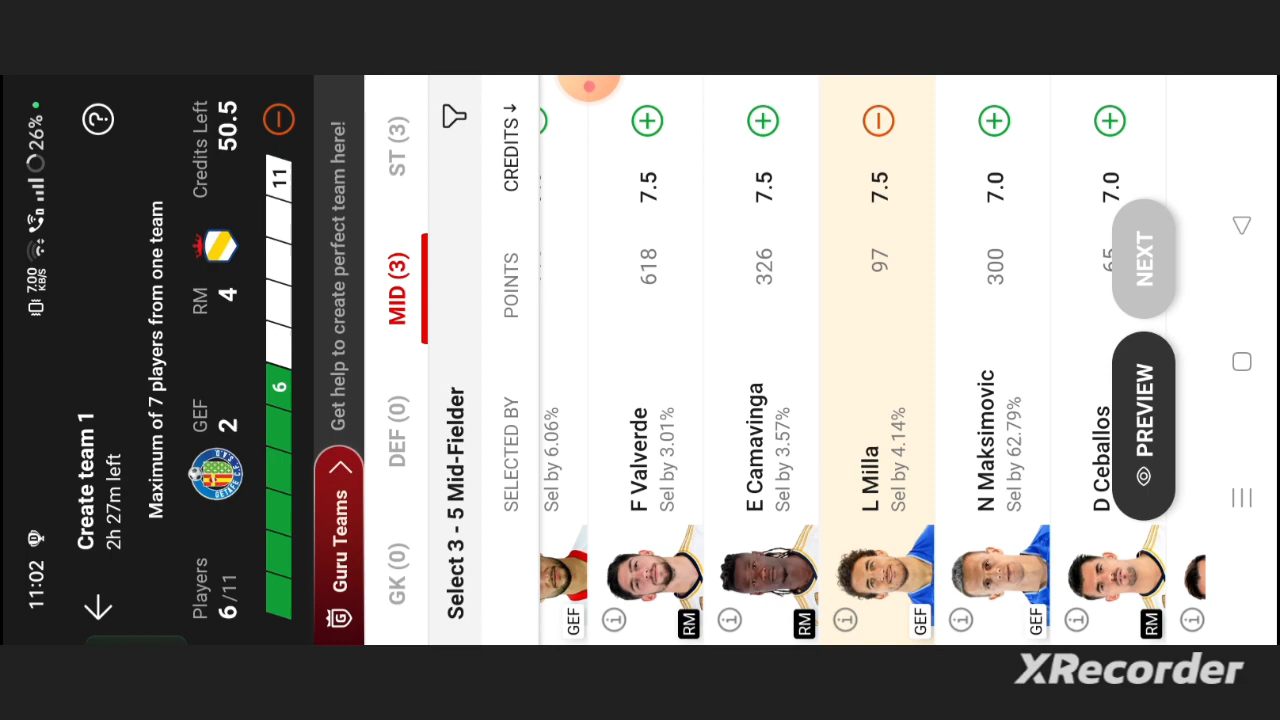 11:02
7.00 KB/S
26%
Create team 1
2h 27m left
Maximum of 7 players from one team
Players
GEF
RM
Credits Left
6 /11
2
4
50.5
6
11
Guru Teams
Get help to create perfect team here!
GK (0)
DEF (0)
MID (3)
ST (3)
Select 3 - 5 Mid-Fielder
SELECTED BY
POINTS
CREDITS
GEF
Sel by 6.06%
F Valverde
618
7.5
Sel by 3.01%
RM
E Camavinga
326
7.5
Sel by 3.57%
RM
L Milla
97
7.5
Sel by 4.14%
GEF
N Maksimovic
300
7.0
Sel by 62.79%
GEF
D Ceballos
65
7.0
RM
PREVIEW
NEXT
XRecorder